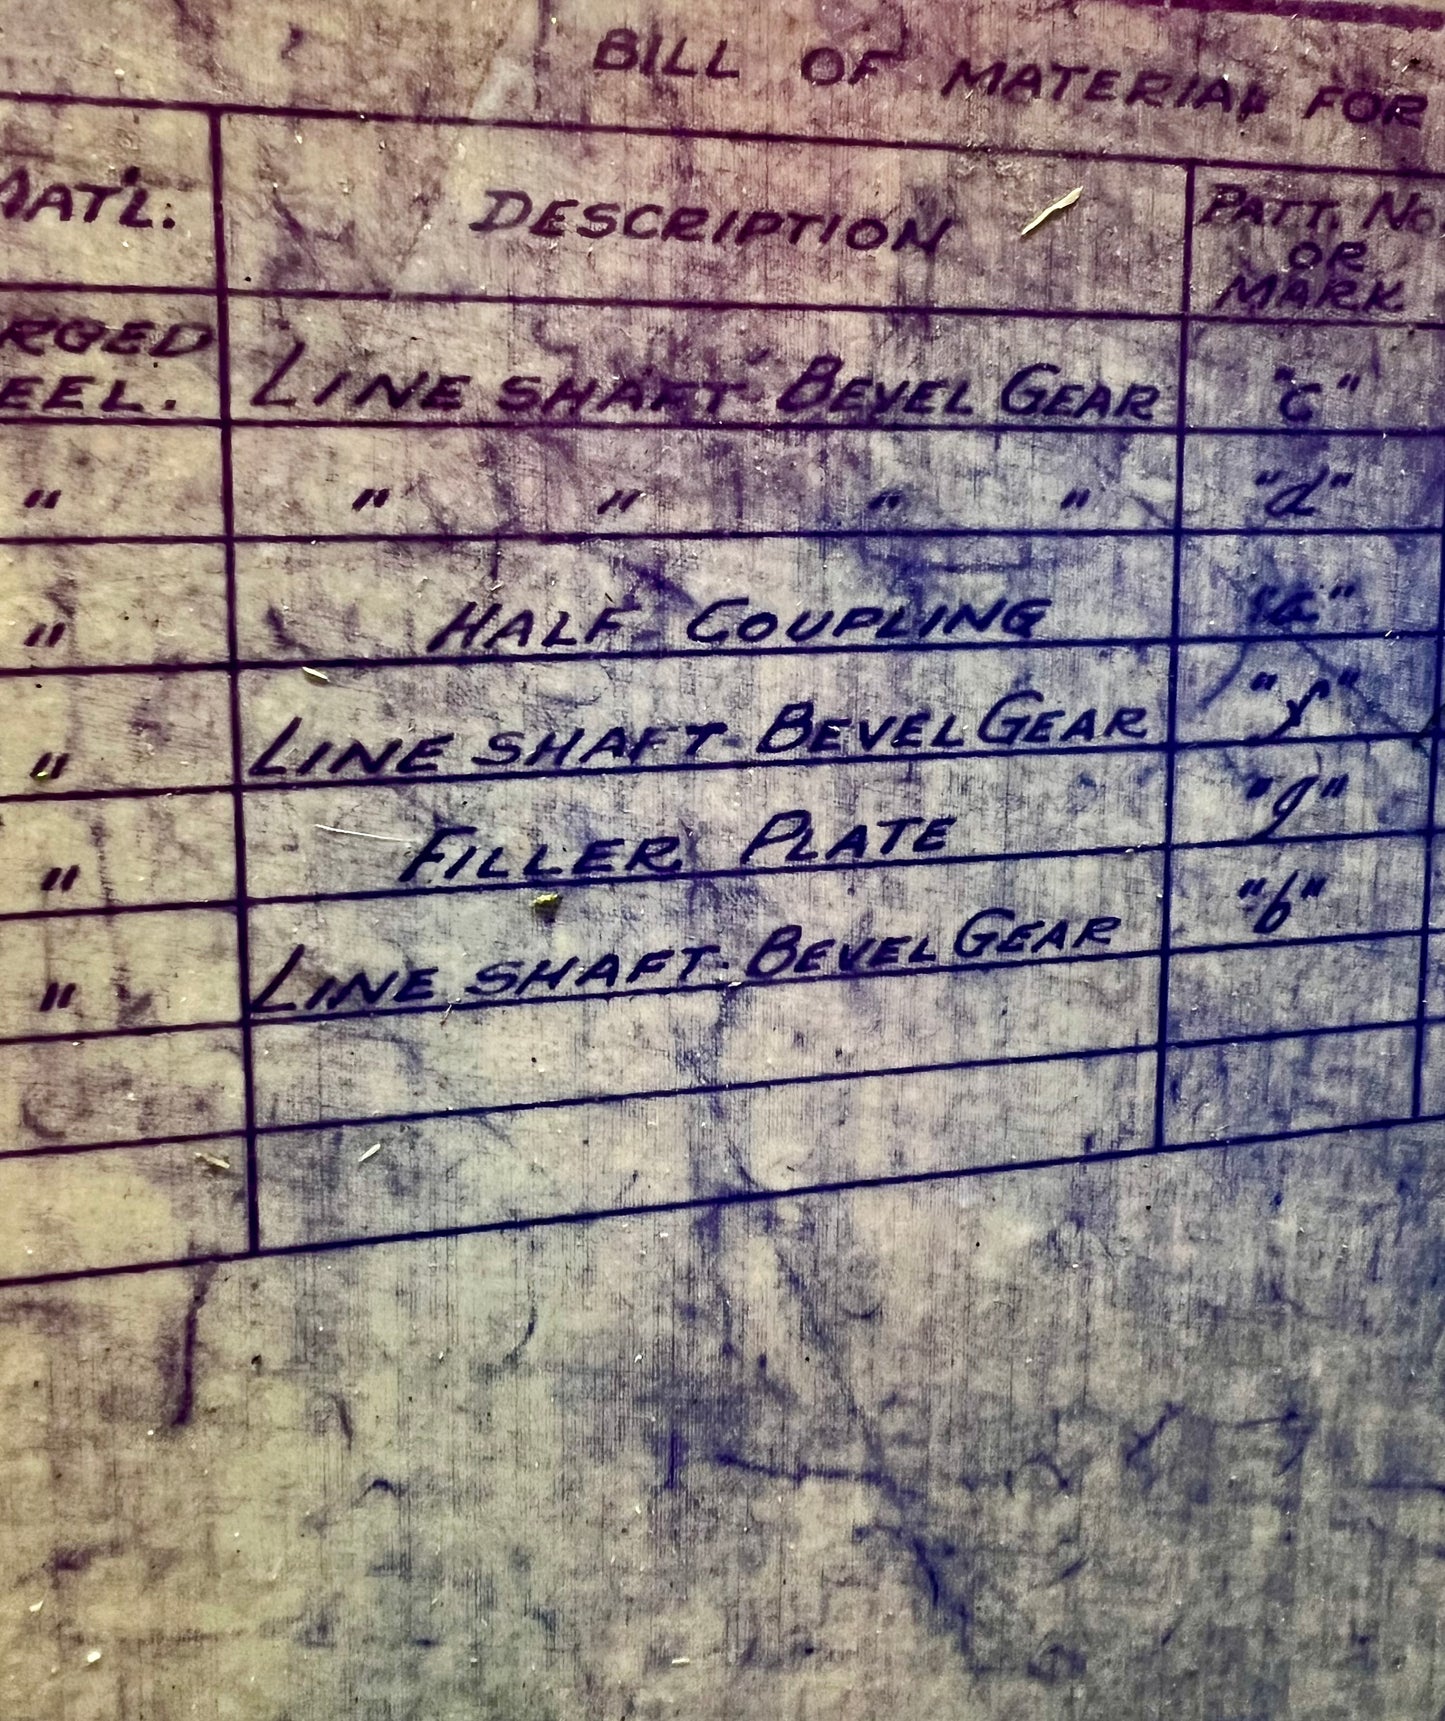 BILL OF MATERIAL FOR
MAT'L. DESCRIPTION PATT. NO.
OR
MARK
RGED
EEL. LINE SHAFT BEVEL GEAR "c"
" " " " " "d"
" HALF COUPLING "a"
" LINE SHAFT BEVEL GEAR "f"
" FILLER PLATE "g"
" LINE SHAFT BEVEL GEAR "b"